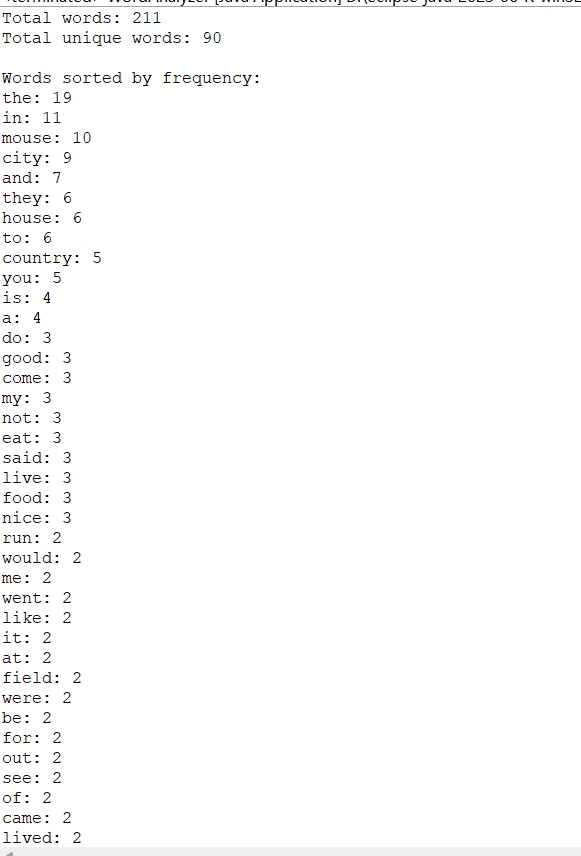 Total words: 211
Total unique words: 90
Words sorted by frequency:
the: 19
in: 11
mouse: 10
city: 9
and: 7
they: 6
house: 6
to: 6
country: 5
you: 5
is: 4
a: 4
do: 3
good: 3
come: 3
my: 3
not: 3
eat: 3
said: 3
live: 3
food: 3
nice: 3
run: 2
would: 2
me: 2
went: 2
like: 2
it: 2
at: 2
field: 2
were: 2
be: 2
for: 2
out: 2
see: 2
of: 2
came: 2
lived: 2